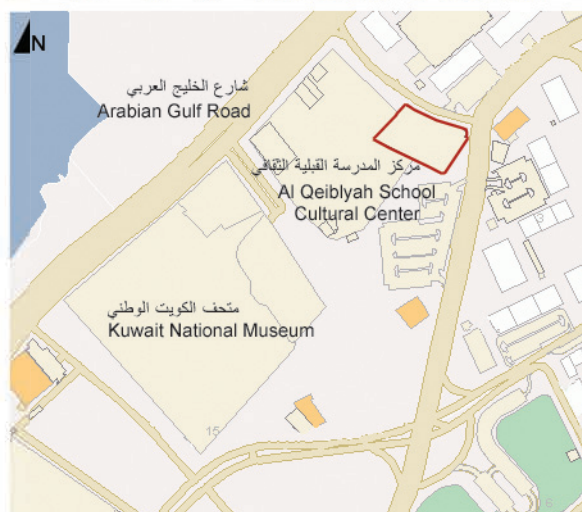 N
شارع الخليج العربي
Arabian Gulf Road
مركز المدرسة القبلية الثقافي
Al Qeiblyah School
Cultural Center
متحف الكويت الوطني
Kuwait National Museum
15
6